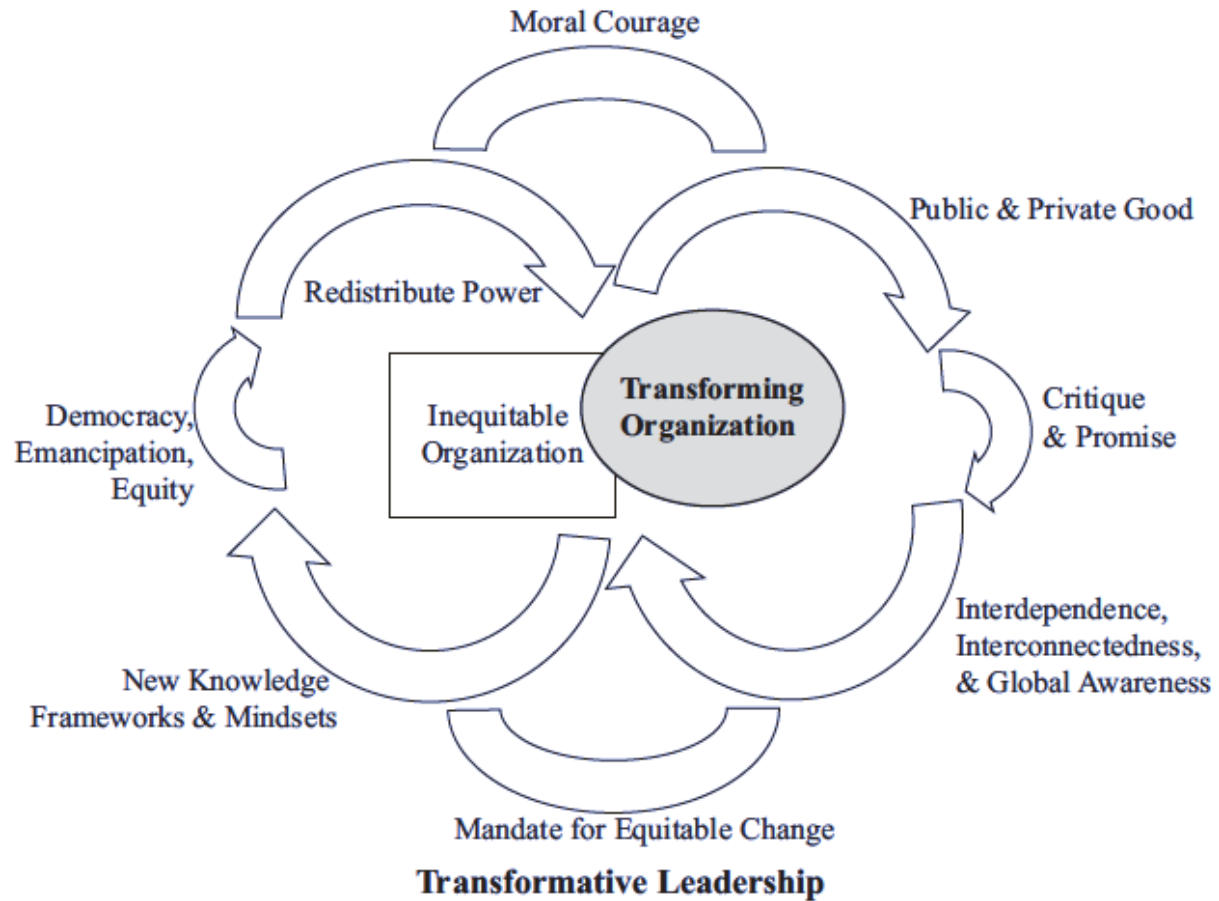 Moral Courage
Public & Private Good
Redistribute Power
Transforming
Organization
Inequitable
Organization
Democracy,
Emancipation,
Equity
Critique
& Promise
Interdependence,
Interconnectedness,
& Global Awareness
New Knowledge
Frameworks & Mindsets
Mandate for Equitable Change
Transformative Leadership